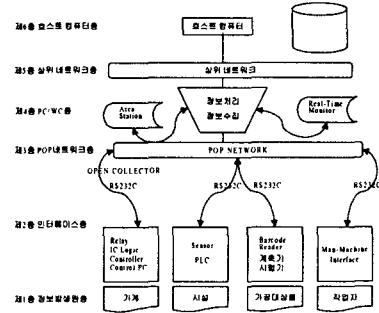 제6층 호스트 컴퓨터층
호스트 컴퓨터
제5층 상위 네트워크층
상위 네트워크
제4층 PC·WC층
Area
Station
정보처리
정보수집
Real-Time
Monitor
제3층 POP네트워크층
POP NETWORK
OPEN COLLECTOR
RS232C
RS232C
RS232C
RS232C
제2층 인터페이스층
Relay
IC Logic
Controller
Control PC
Sensor
PLC
Barcode
Reader
계측기
시험기
Man-Machine
Interface
제1층 정보발생원층
기계
시설
가공대상물
작업자